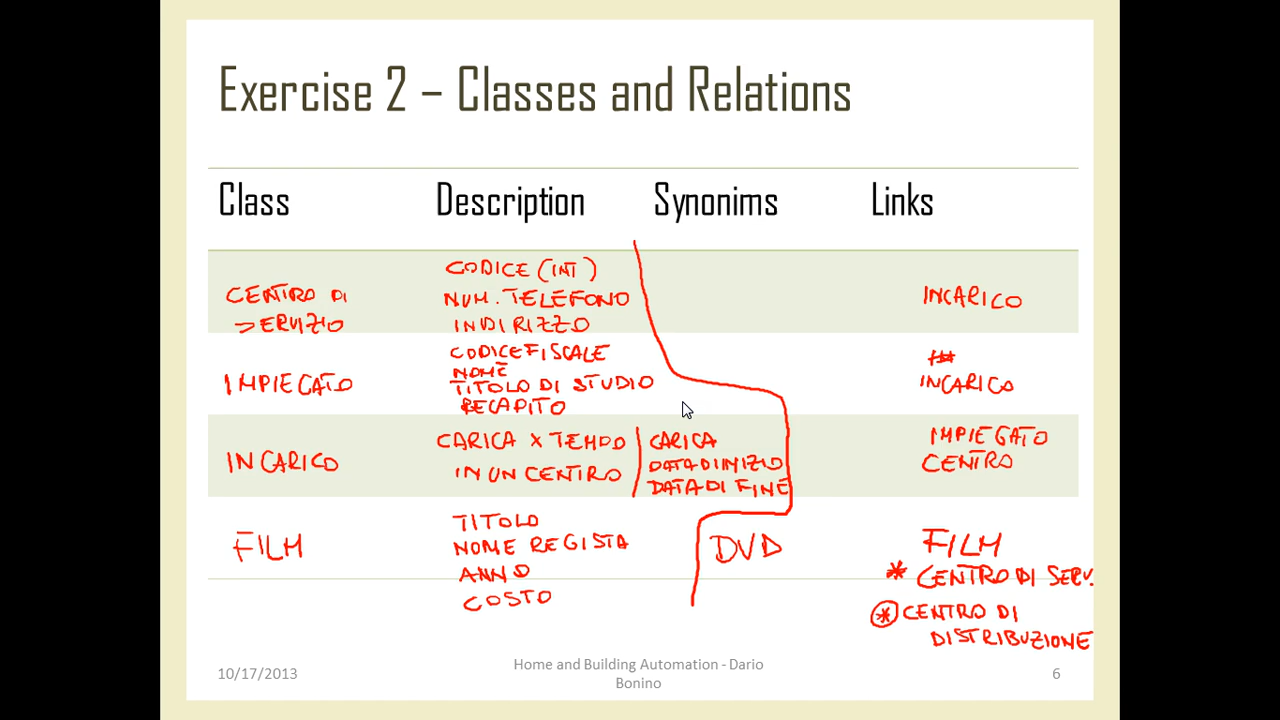 Exercise 2 – Classes and Relations
Class Description Synonims Links
CENTRO DI
SERVIZIO
CODICE (INT)
NUM. TELEFONO
INDIRIZZO
INCARICO
IMPIEGATO
CODICE FISCALE
NOME
TITOLO DI STUDIO
RECAPITO
INCARICO
INCARICO
CARICA X TEMPO
IN UN CENTRO
CARICA
DATA DI INIZIO
DATA DI FINE
IMPIEGATO
CENTRO
FILM
TITOLO
NOME REGISTA
ANNO
COSTO
DVD
FILM
* CENTRO DI SERV.
* CENTRO DI
DISTRIBUZIONE
10/17/2013
Home and Building Automation - Dario
Bonino
6